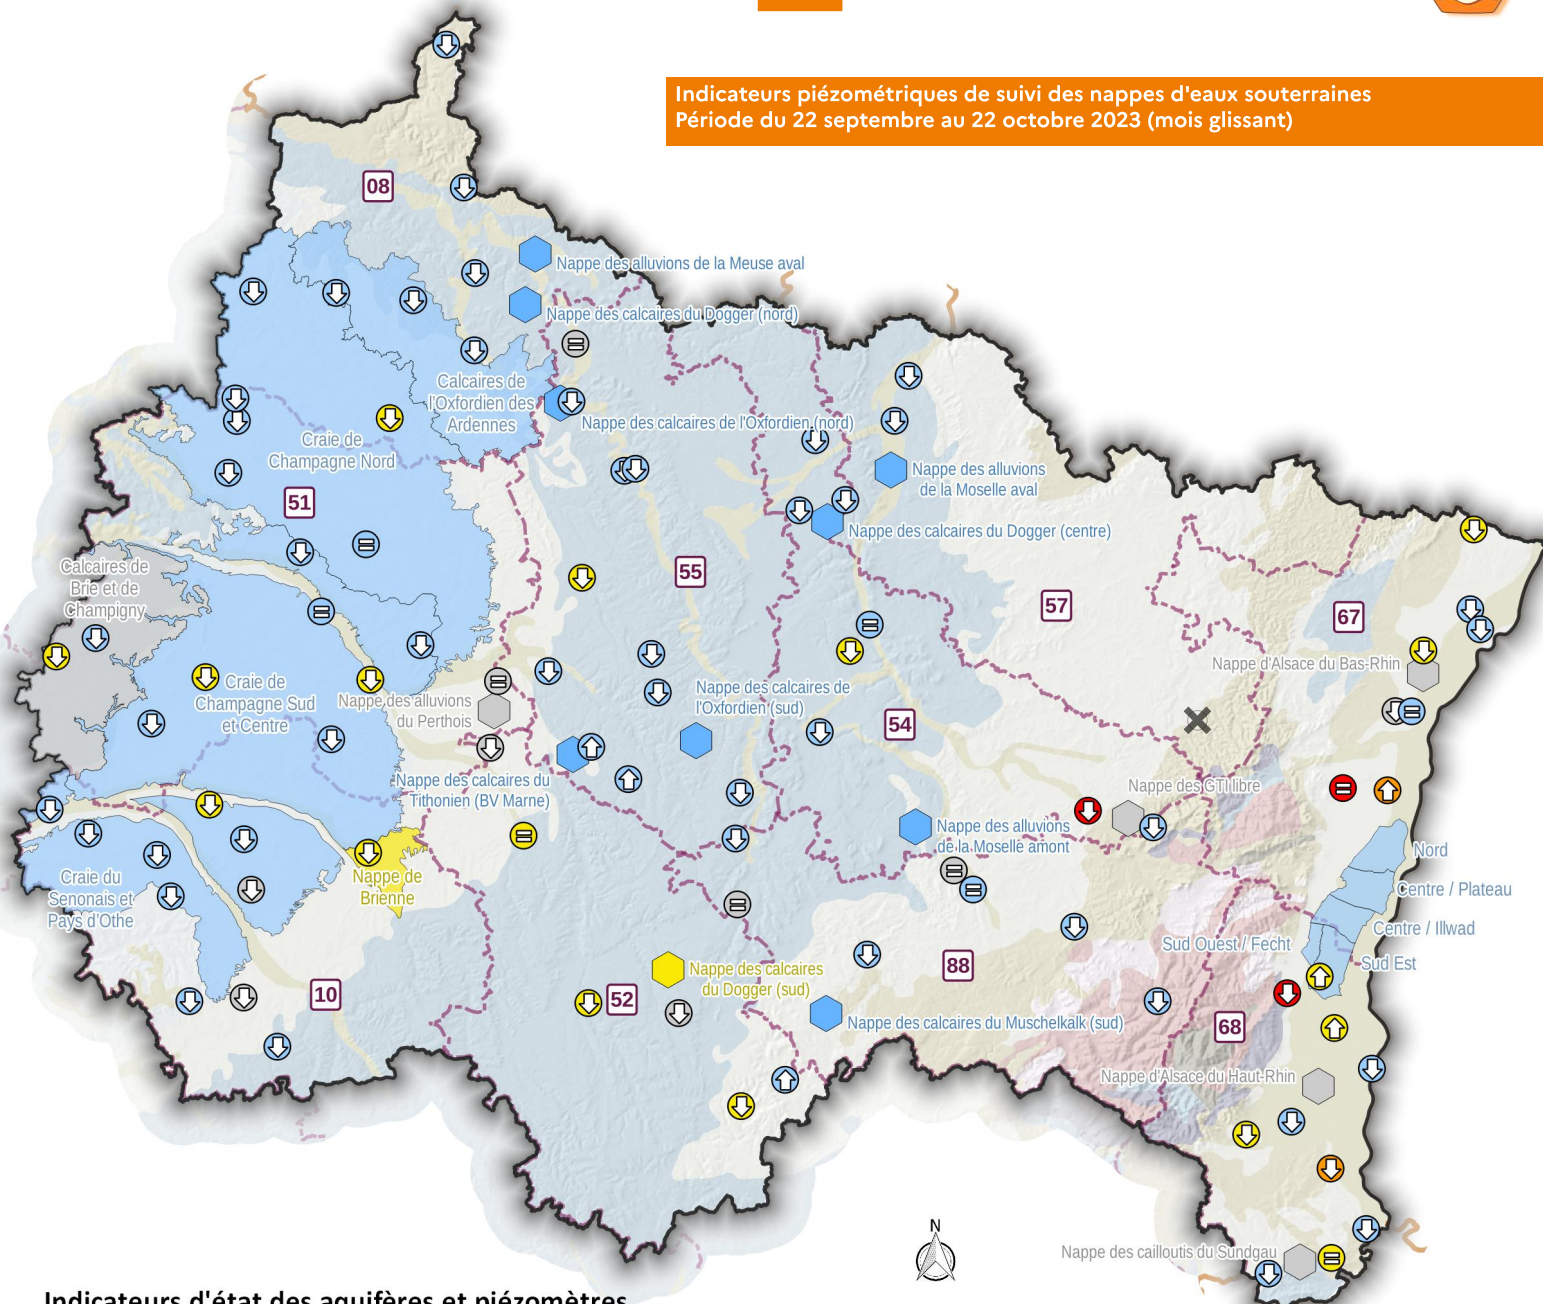 Indicateurs piézométriques de suivi des nappes d'eaux souterraines
Période du 22 septembre au 22 octobre 2023 (mois glissant)
08
Nappe des alluvions de la Meuse aval
Nappe des calcaires du Dogger (nord)
Calcaires de
l'Oxfordien des
Ardennes
Nappe des calcaires de l'Oxfordien (nord)
Craie de
Champagne Nord
Nappe des alluvions
de la Moselle aval
51
Nappe des calcaires du Dogger (centre)
Calcaires de
Brie et de
Champigny
55
57
67
Nappe d'Alsace du Bas-Rhin
Craie de
Champagne Sud
et Centre
Nappe des alluvions
du Perthois
Nappe des calcaires de
l'Oxfordien (sud)
54
Nappe des calcaires du
Tithonien (BV Marne)
Nappe des GTI libre
Nappe des alluvions
de la Moselle amont
Nord
Centre / Plateau
Centre / Illwad
Sud Ouest / Fecht
Sud Est
Craie du
Senonais et
Pays d'Othe
Nappe de
Brienne
10
52
Nappe des calcaires
du Dogger (sud)
88
68
Nappe des calcaires du Muschelkalk (sud)
Nappe d'Alsace du Haut-Rhin
N
Nappe des cailloutis du Sundgau
Indicateurs d'état des aquifères et piézomètres